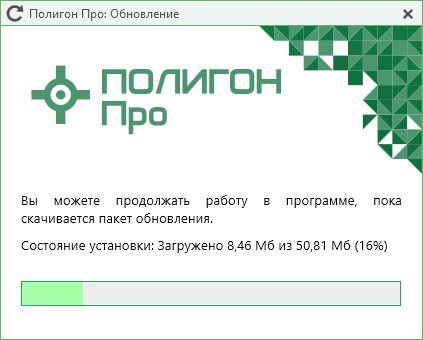 Полигон Про: Обновление
ПОЛИГОН
Про
Вы можете продолжать работу в программе, пока
скачивается пакет обновления.
Состояние установки: Загружено 8,46 Мб из 50,81 Мб (16%)